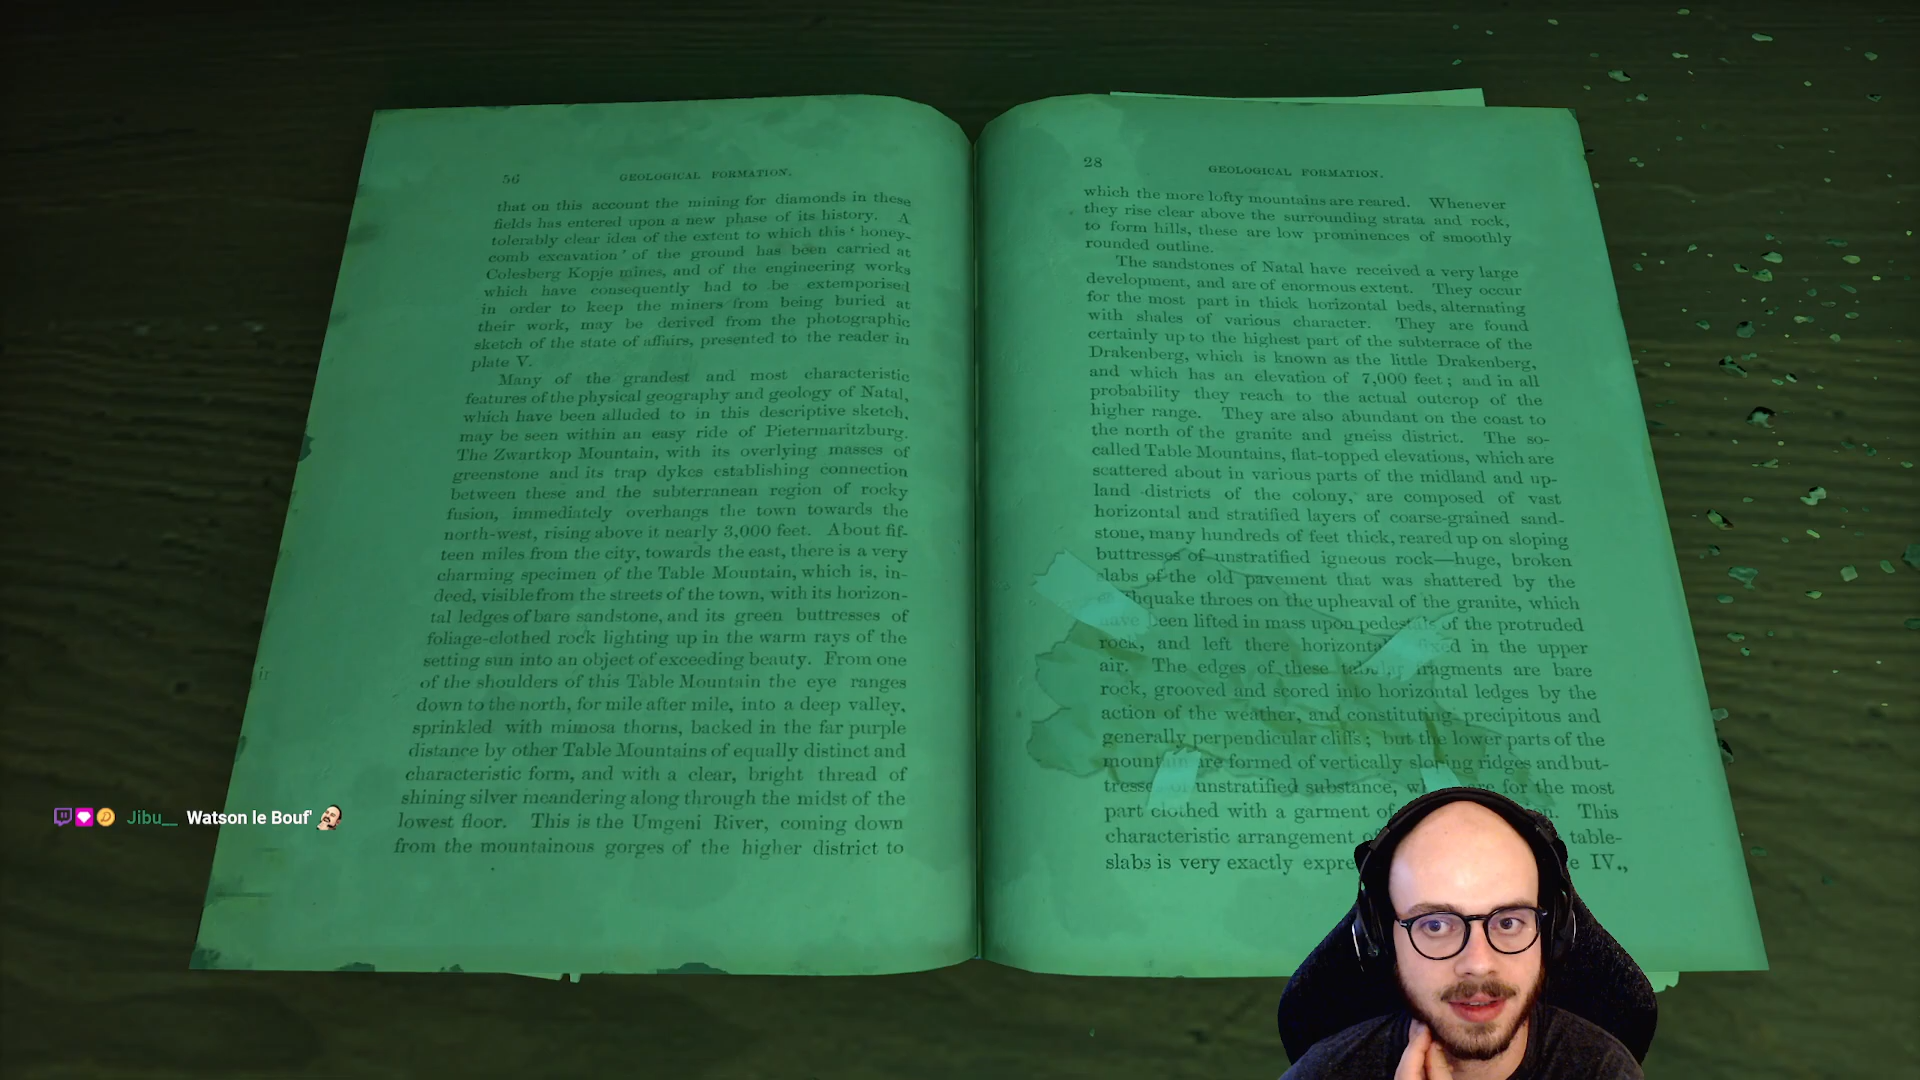 56
GEOLOGICAL FORMATION.
that on this account the mining for diamonds in these
fields has entered upon a new phase of its history. A
tolerably clear idea of the extent to which this ‘ honey-
comb excavation ’ of the ground has been carried at
Colesberg Kopje mines, and of the engineering works
which have consequently had to be extemporised
in order to keep the miners from being buried at
their work, may be derived from the photographic
sketch of the state of affairs, presented to the reader in
plate V.
Many of the grandest and most characteristic
features of the physical geography and geology of Natal,
which have been alluded to in this descriptive sketch,
may be seen within an easy ride of Pietermaritzburg.
The Zwartkop Mountain, with its overlying masses of
greenstone and its trap dykes establishing connection
between these and the subterranean region of rocky
fusion, immediately overhangs the town towards the
north-west, rising above it nearly 3,000 feet. About fif-
teen miles from the city, towards the east, there is a very
charming specimen of the Table Mountain, which is, in-
deed, visible from the streets of the town, with its horizon-
tal ledges of bare sandstone, and its green buttresses of
foliage-clothed rock lighting up in the warm rays of the
setting sun into an object of exceeding beauty. From one
of the shoulders of this Table Mountain the eye ranges
down to the north, for mile after mile, into a deep valley,
sprinkled with mimosa thorns, backed in the far purple
distance by other Table Mountains of equally distinct and
characteristic form, and with a clear, bright thread of
shining silver meandering along through the midst of the
lowest floor. This is the Umgeni River, coming down
from the mountainous gorges of the higher district to
28
GEOLOGICAL FORMATION.
which the more lofty mountains are reared. Whenever
they rise clear above the surrounding strata and rock,
to form hills, these are low prominences of smoothly
rounded outline.
The sandstones of Natal have received a very large
development, and are of enormous extent. They occur
for the most part in thick horizontal beds, alternating
with shales of various character. They are found
certainly up to the highest part of the subterrace of the
Drakenberg, which is known as the little Drakenberg,
and which has an elevation of 7,000 feet ; and in all
probability they reach to the actual outcrop of the
higher range. They are also abundant on the coast to
the north of the granite and gneiss district. The so-
called Table Mountains, flat-topped elevations, which are
scattered about in various parts of the midland and up-
land districts of the colony, are composed of vast
horizontal and stratified layers of coarse-grained sand-
stone, many hundreds of feet thick, reared up on sloping
buttresses of unstratified igneous rock—huge, broken
slabs of the old pavement that was shattered by the
thquake throes on the upheaval of the granite, which
have been lifted in mass upon pedestals of the protruded
rock, and left there horizonta fixed in the upper
air. The edges of these tabular fragments are bare
rock, grooved and scored into horizontal ledges by the
action of the weather, and constituting precipitous and
generally perpendicular cliffs ; but the lower parts of the
mountain are formed of vertically sloping ridges and but-
tresses of unstratified substance, wh are for the most
part clothed with a garment of n. This
characteristic arrangement of table-
slabs is very exactly expre e IV.,
Jibu__ Watson le Bouf'